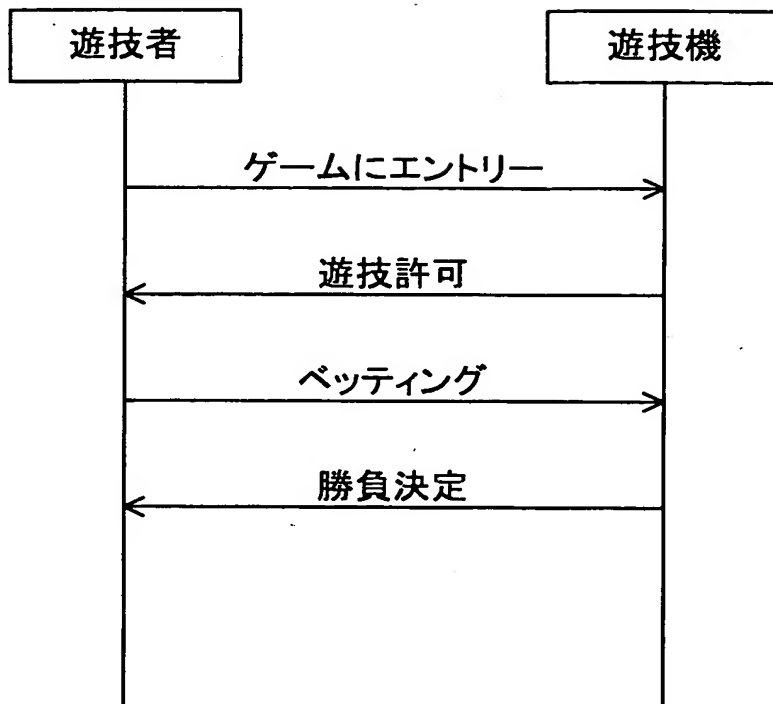 遊技者
遊技機
ゲームにエントリー
遊技許可
ベッティング
勝負決定